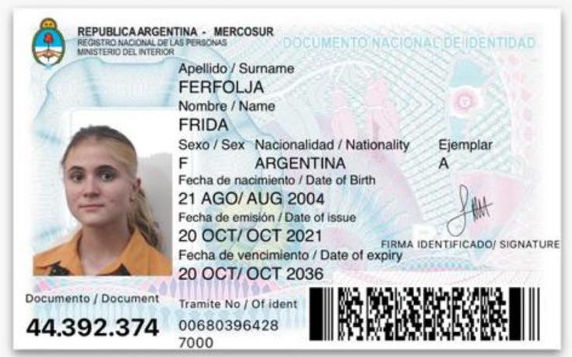 REPUBLICA ARGENTINA - MERCOSUR
REGISTRO NACIONAL DE LAS PERSONAS
MINISTERIO DEL INTERIOR
DOCUMENTO NACIONAL DE IDENTIDAD
Apellido / Surname
FERFOLJA
Nombre / Name
FRIDA
Sexo / Sex Nacionalidad / Nationality Ejemplar
F ARGENTINA A
Fecha de nacimiento / Date of Birth
21 AGO/ AUG 2004
Fecha de emisión / Date of issue
20 OCT/ OCT 2021
FIRMA IDENTIFICADO/ SIGNATURE
Fecha de vencimiento / Date of expiry
20 OCT/ OCT 2036
Documento / Document
44.392.374
Tramite No / Of ident
00680396428
7000